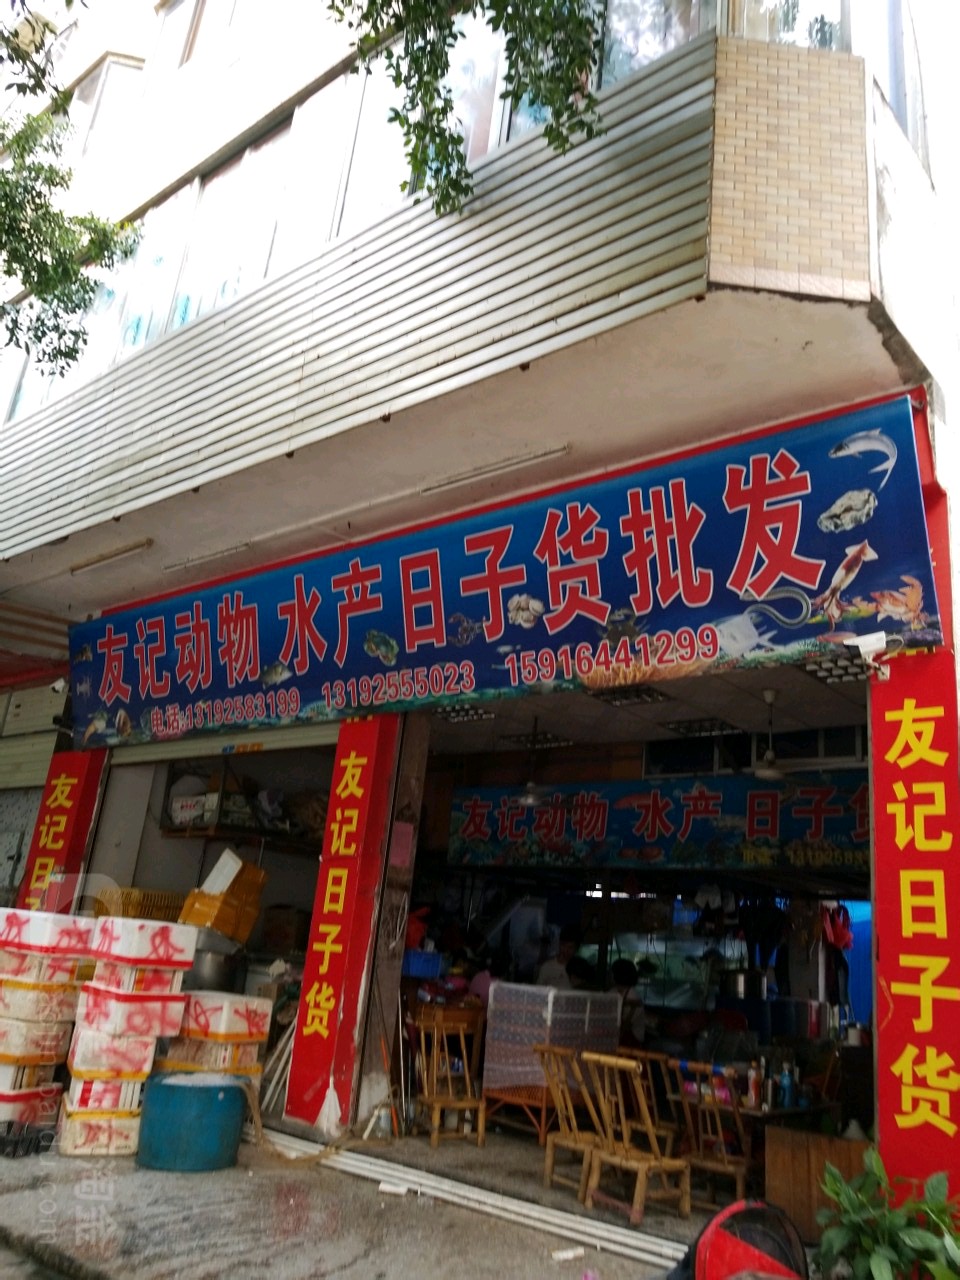 友记动物 水产日子货批发
电话:13192583199 13192555023 15916441299
友记动物 水产 日子货
友记日子
友记日子货
友记日子货